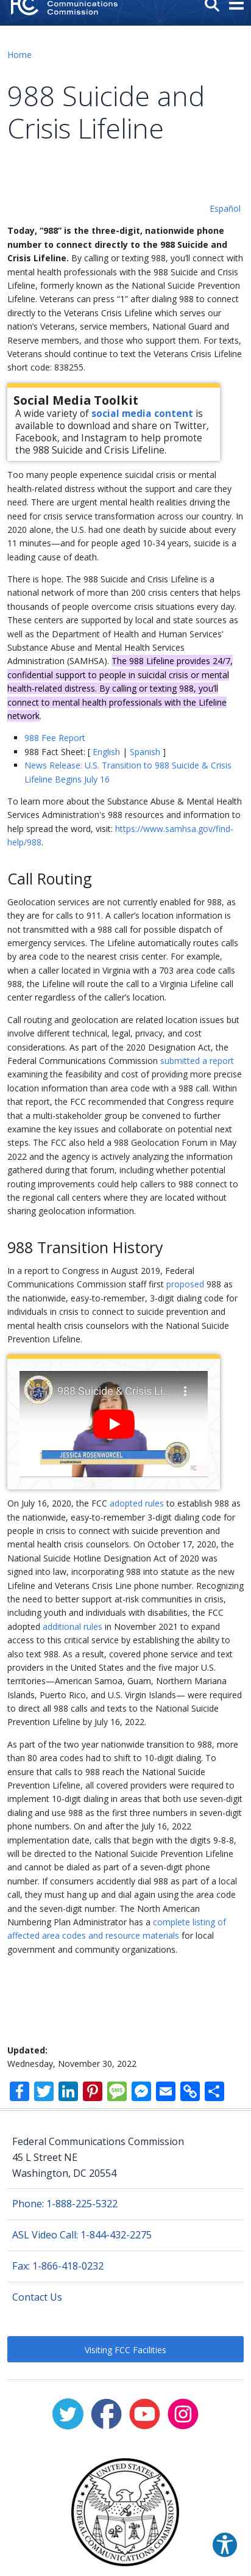 Communications
Commission
Home
988 Suicide and
Crisis Lifeline
Español
Today, “988” is the three-digit, nationwide phone
number to connect directly to the 988 Suicide and
Crisis Lifeline. By calling or texting 988, you’ll connect with
mental health professionals with the 988 Suicide and Crisis
Lifeline, formerly known as the National Suicide Prevention
Lifeline. Veterans can press “1” after dialing 988 to connect
directly to the Veterans Crisis Lifeline which serves our
nation’s Veterans, service members, National Guard and
Reserve members, and those who support them. For texts,
Veterans should continue to text the Veterans Crisis Lifeline
short code: 838255.
Social Media Toolkit
A wide variety of social media content is
available to download and share on Twitter,
Facebook, and Instagram to help promote
the 988 Suicide and Crisis Lifeline.
Too many people experience suicidal crisis or mental
health-related distress without the support and care they
need. There are urgent mental health realities driving the
need for crisis service transformation across our country. In
2020 alone, the U.S. had one death by suicide about every
11 minutes—and for people aged 10-34 years, suicide is a
leading cause of death.
There is hope. The 988 Suicide and Crisis Lifeline is a
national network of more than 200 crisis centers that helps
thousands of people overcome crisis situations every day.
These centers are supported by local and state sources as
well as the Department of Health and Human Services’
Substance Abuse and Mental Health Services
Administration (SAMHSA). The 988 Lifeline provides 24/7,
confidential support to people in suicidal crisis or mental
health-related distress. By calling or texting 988, you’ll
connect to mental health professionals with the Lifeline
network.
988 Fee Report
988 Fact Sheet: [ English | Spanish ]
News Release: U.S. Transition to 988 Suicide & Crisis
Lifeline Begins July 16
To learn more about the Substance Abuse & Mental Health
Services Administration's 988 resources and information to
help spread the word, visit: https://www.samhsa.gov/find-
help/988.
Call Routing
Geolocation services are not currently enabled for 988, as
they are for calls to 911. A caller’s location information is
not transmitted with a 988 call for possible dispatch of
emergency services. The Lifeline automatically routes calls
by area code to the nearest crisis center. For example,
when a caller located in Virginia with a 703 area code calls
988, the Lifeline will route the call to a Virginia Lifeline call
center regardless of the caller’s location.
Call routing and geolocation are related location issues but
involve different technical, legal, privacy, and cost
considerations. As part of the 2020 Designation Act, the
Federal Communications Commission submitted a report
examining the feasibility and cost of providing more precise
location information than area code with a 988 call. Within
that report, the FCC recommended that Congress require
that a multi-stakeholder group be convened to further
examine the key issues and collaborate on potential next
steps. The FCC also held a 988 Geolocation Forum in May
2022 and the agency is actively analyzing the information
gathered during that forum, including whether potential
routing improvements could help callers to 988 connect to
the regional call centers where they are located without
sharing geolocation information.
988 Transition History
In a report to Congress in August 2019, Federal
Communications Commission staff first proposed 988 as
the nationwide, easy-to-remember, 3-digit dialing code for
individuals in crisis to connect to suicide prevention and
mental health crisis counselors with the National Suicide
Prevention Lifeline.
988 Suicide & Crisis Li...
JESSICA ROSENWORCEL
On July 16, 2020, the FCC adopted rules to establish 988 as
the nationwide, easy-to-remember 3-digit dialing code for
people in crisis to connect with suicide prevention and
mental health crisis counselors. On October 17, 2020, the
National Suicide Hotline Designation Act of 2020 was
signed into law, incorporating 988 into statute as the new
Lifeline and Veterans Crisis Line phone number. Recognizing
the need to better support at-risk communities in crisis,
including youth and individuals with disabilities, the FCC
adopted additional rules in November 2021 to expand
access to this critical service by establishing the ability to
also text 988. As a result, covered phone service and text
providers in the United States and the five major U.S.
territories—American Samoa, Guam, Northern Mariana
Islands, Puerto Rico, and U.S. Virgin Islands— were required
to direct all 988 calls and texts to the National Suicide
Prevention Lifeline by July 16, 2022.
As part of the two year nationwide transition to 988, more
than 80 area codes had to shift to 10-digit dialing. To
ensure that calls to 988 reach the National Suicide
Prevention Lifeline, all covered providers were required to
implement 10-digit dialing in areas that both use seven-digit
dialing and use 988 as the first three numbers in seven-digit
phone numbers. On and after the July 16, 2022
implementation date, calls that begin with the digits 9-8-8,
will be directed to the National Suicide Prevention Lifeline
and cannot be dialed as part of a seven-digit phone
number. If consumers accidently dial 988 as part of a local
call, they must hang up and dial again using the area code
and the seven-digit number. The North American
Numbering Plan Administrator has a complete listing of
affected area codes and resource materials for local
government and community organizations.
Updated:
Wednesday, November 30, 2022
Federal Communications Commission
45 L Street NE
Washington, DC 20554
Phone: 1-888-225-5322
ASL Video Call: 1-844-432-2275
Fax: 1-866-418-0232
Contact Us
Visiting FCC Facilities
UNITED STATES
FEDERAL COMMUNICATIONS COMMISSION